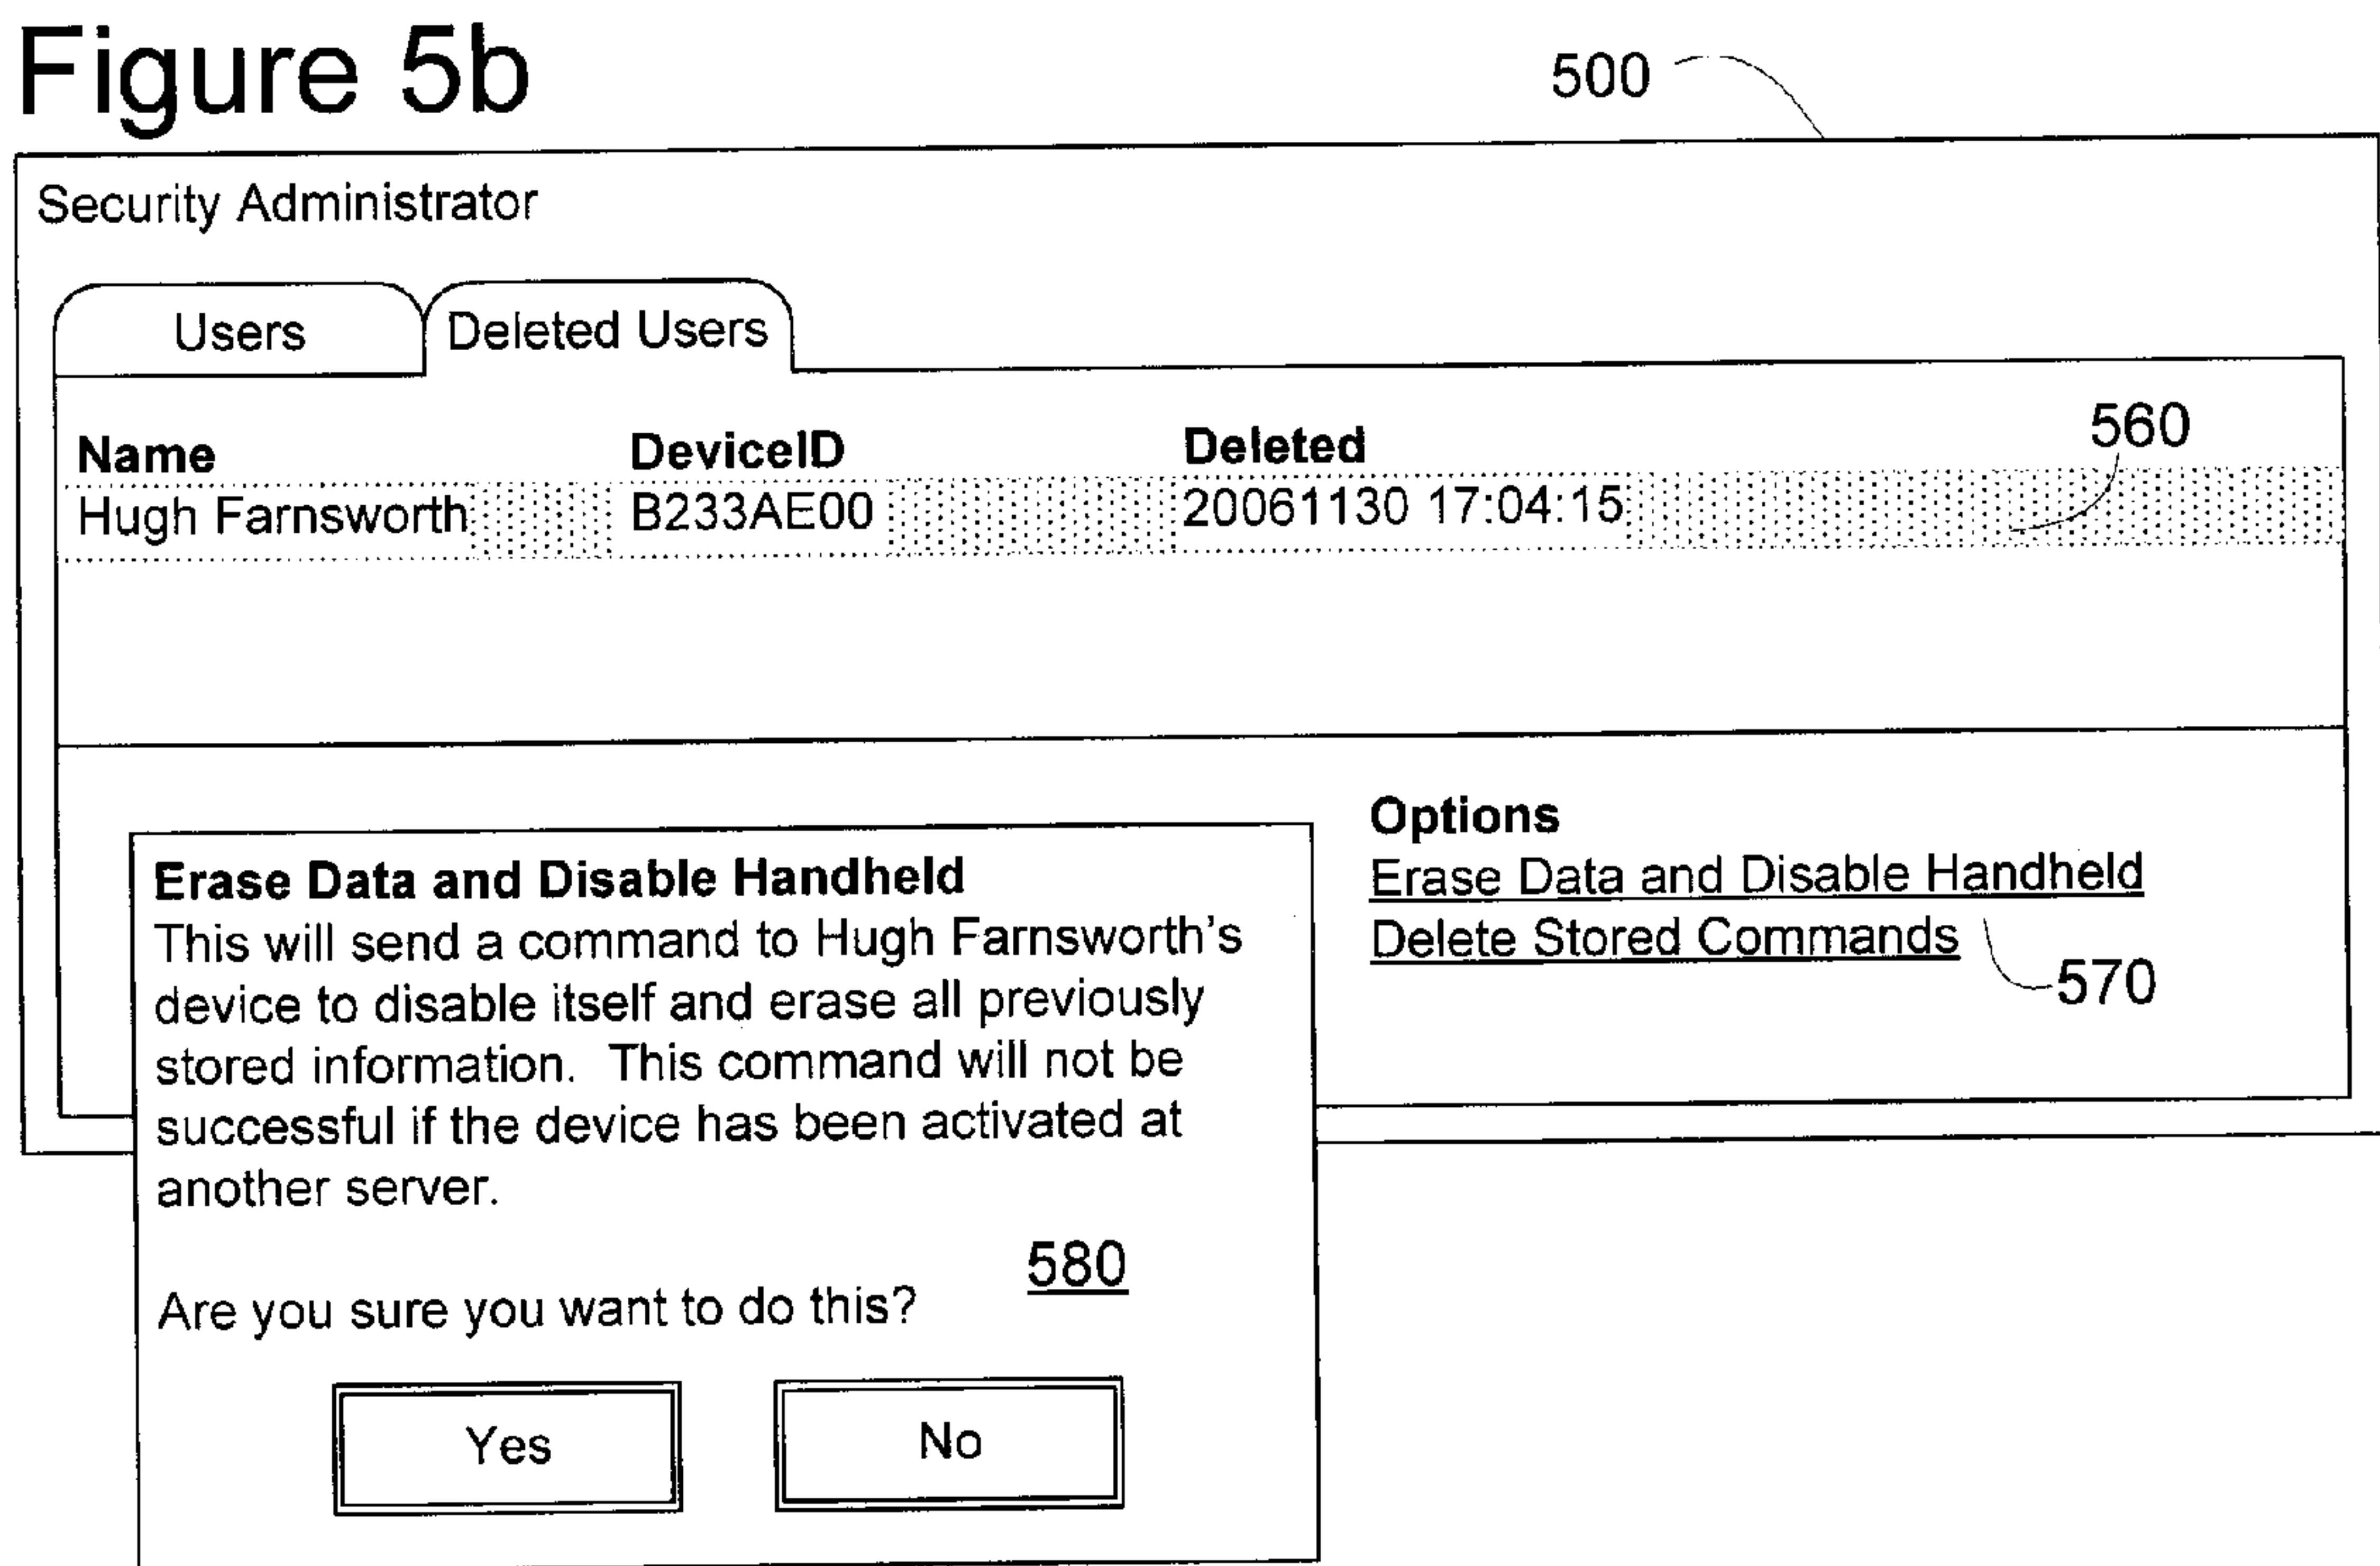 Figure 5b
500
Security Administrator
Users
Deleted Users
Name DeviceID Deleted
560
Hugh Farnsworth B233AE00 20061130 17:04:15
Options
Erase Data and Disable Handheld
Delete Stored Commands
570
Erase Data and Disable Handheld
This will send a command to Hugh Farnsworth's
device to disable itself and erase all previously
stored information. This command will not be
successful if the device has been activated at
another server.
580
Are you sure you want to do this?
Yes
No